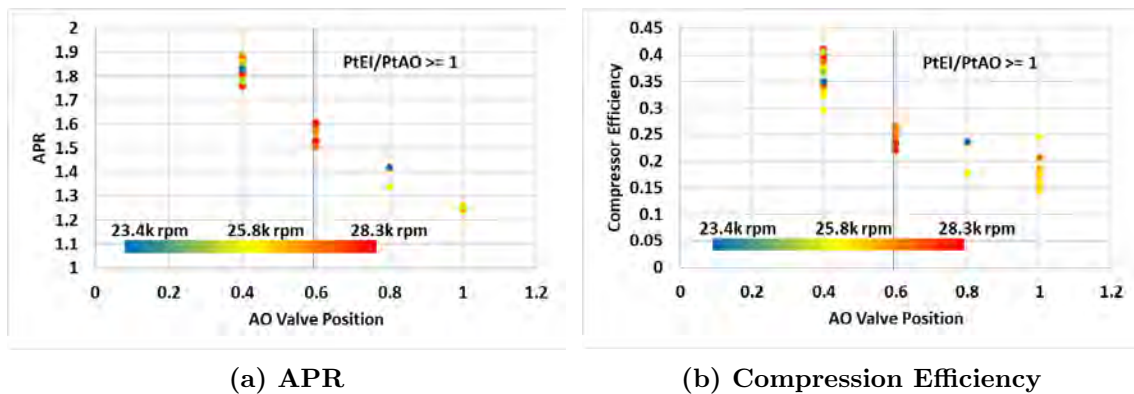 2
1.9
1.8
1.7
1.6
1.5
1.4
1.3
1.2
1.1
1
APR
PtEI/PtAO >= 1
23.4k rpm 25.8k rpm 28.3k rpm
0 0.2 0.4 0.6 0.8 1 1.2
AO Valve Position
(a) APR
0.45
0.4
0.35
0.3
0.25
0.2
0.15
0.1
0.05
0
Compressor Efficiency
PtEI/PtAO >= 1
23.4k rpm 25.8k rpm 28.3k rpm
0 0.2 0.4 0.6 0.8 1 1.2
AO Valve Position
(b) Compression Efficiency